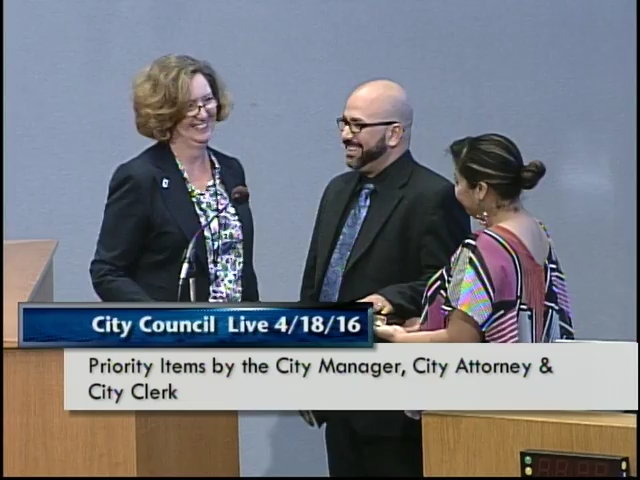 City Council Live 4/18/16
Priority Items by the City Manager, City Attorney &
City Clerk